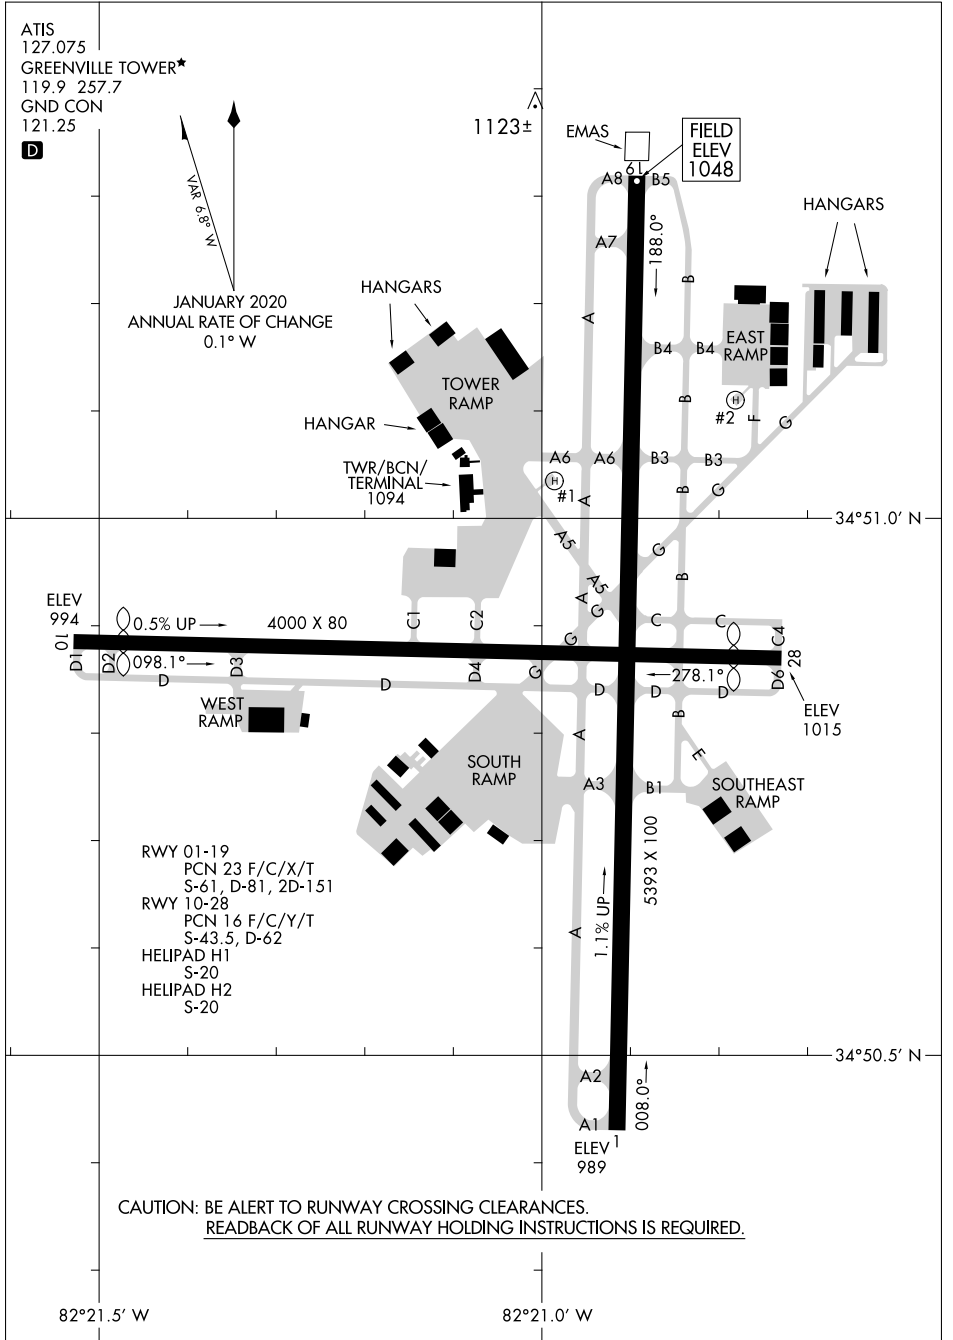 ATIS
127.075
GREENVILLE TOWER★
119.9 257.7
GND CON
121.25
D
VAR 6.8° W
JANUARY 2020
ANNUAL RATE OF CHANGE
0.1° W
1123±
EMAS
FIELD
ELEV
1048
19
A8
B5
HANGARS
A7
188.0°
B
HANGARS
A
B4
B4
EAST
RAMP
TOWER
RAMP
B
H
#2
F
G
HANGAR
A6
A6
B3
B3
TWR/BCN/
TERMINAL
1094
H
#1
A
B
G
34°51.0' N
A5
G
A5
B
ELEV
994
A
G
C
C
C4
0.5% UP
4000 X 80
C1
C2
G
10
28
D1
D2
098.1°
D3
D4
G
278.1°
D6
D
D
D
D
D
ELEV
1015
WEST
RAMP
B
A
E
SOUTH
RAMP
A3
B1
SOUTHEAST
RAMP
RWY 01-19
PCN 23 F/C/X/T
S-61, D-81, 2D-151
RWY 10-28
PCN 16 F/C/Y/T
S-43.5, D-62
HELIPAD H1
S-20
HELIPAD H2
S-20
5393 X 100
A
1.1% UP
34°50.5' N
A2
008.0°
A1
1
ELEV
989
CAUTION: BE ALERT TO RUNWAY CROSSING CLEARANCES.
READBACK OF ALL RUNWAY HOLDING INSTRUCTIONS IS REQUIRED.
82°21.5' W
82°21.0' W